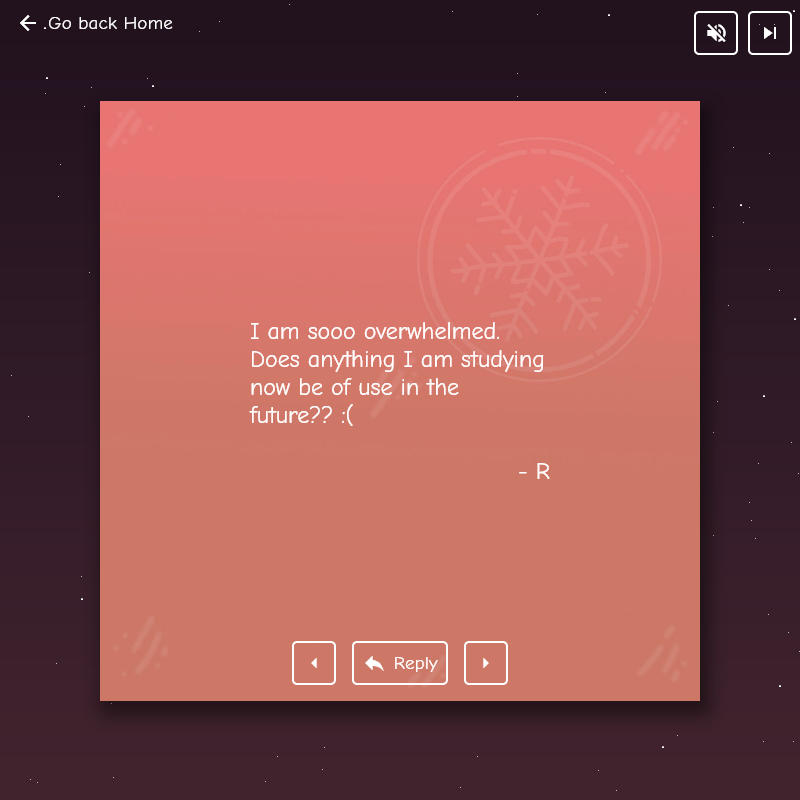 .Go back Home
I am sooo overwhelmed.
Does anything I am studying
now be of use in the
future?? :(
- R
Reply